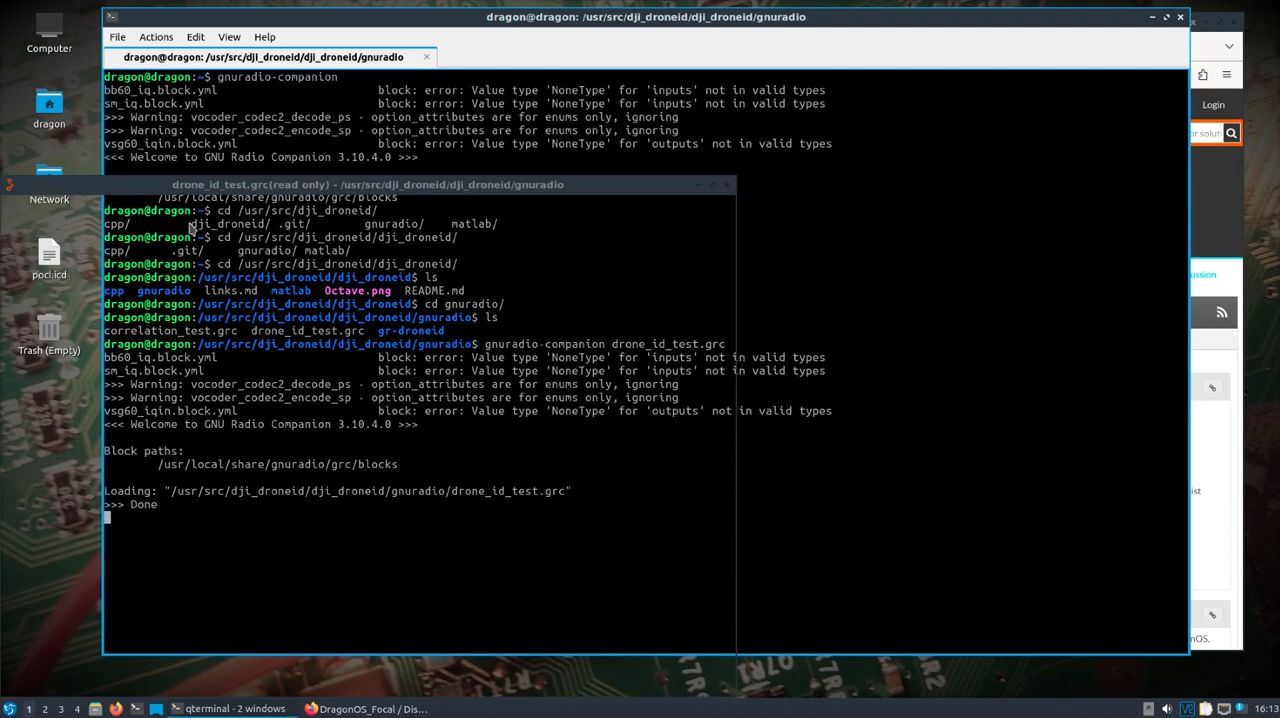 dragon@dragon: /usr/src/dji_droneid/dji_droneid/gnuradio
File Actions Edit View Help
dragon@dragon: /usr/src/dji_droneid/dji_droneid/gnuradio
dragon@dragon:~$ gnuradio-companion
bb60_iq.block.yml block: error: Value type 'NoneType' for 'inputs' not in valid types
sm_iq.block.yml block: error: Value type 'NoneType' for 'inputs' not in valid types
>>> Warning: vocoder_codec2_decode_ps - option_attributes are for enums only, ignoring
>>> Warning: vocoder_codec2_encode_sp - option_attributes are for enums only, ignoring
vsg60_iqin.block.yml block: error: Value type 'NoneType' for 'outputs' not in valid types
<<< Welcome to GNU Radio Companion 3.10.4.0 >>>
drone_id_test.grc(read only) - /usr/src/dji_droneid/dji_droneid/gnuradio
/usr/local/share/gnuradio/grc/blocks
dragon@dragon:~$ cd /usr/src/dji_droneid/
cpp/ dji_droneid/ .git/ gnuradio/ matlab/
dragon@dragon:~$ cd /usr/src/dji_droneid/dji_droneid/
cpp/ .git/ gnuradio/ matlab/
dragon@dragon:~$ cd /usr/src/dji_droneid/dji_droneid/
dragon@dragon:/usr/src/dji_droneid/dji_droneid$ ls
cpp gnuradio links.md matlab Octave.png README.md
dragon@dragon:/usr/src/dji_droneid/dji_droneid$ cd gnuradio/
dragon@dragon:/usr/src/dji_droneid/dji_droneid/gnuradio$ ls
correlation_test.grc drone_id_test.grc gr-droneid
dragon@dragon:/usr/src/dji_droneid/dji_droneid/gnuradio$ gnuradio-companion drone_id_test.grc
bb60_iq.block.yml block: error: Value type 'NoneType' for 'inputs' not in valid types
sm_iq.block.yml block: error: Value type 'NoneType' for 'inputs' not in valid types
>>> Warning: vocoder_codec2_decode_ps - option_attributes are for enums only, ignoring
>>> Warning: vocoder_codec2_encode_sp - option_attributes are for enums only, ignoring
vsg60_iqin.block.yml block: error: Value type 'NoneType' for 'outputs' not in valid types
<<< Welcome to GNU Radio Companion 3.10.4.0 >>>
Block paths:
/usr/local/share/gnuradio/grc/blocks
Loading: "/usr/src/dji_droneid/dji_droneid/gnuradio/drone_id_test.grc"
>>> Done
Computer
dragon
Network
pocl.icd
Trash (Empty)
Login
or soluti
ussion
ist
nOS,
1 2 3 4 qterminal - 2 windows DragonOS_Focal / Dis... 16:13